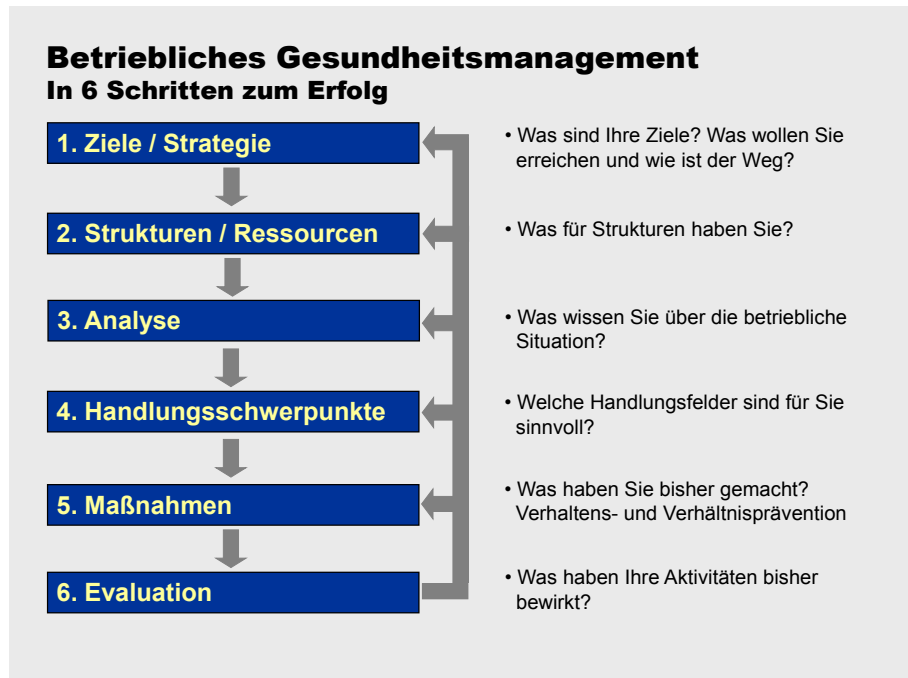 Betriebliches Gesundheitsmanagement
In 6 Schritten zum Erfolg
1. Ziele / Strategie
• Was sind Ihre Ziele? Was wollen Sie
erreichen und wie ist der Weg?
2. Strukturen / Ressourcen
• Was für Strukturen haben Sie?
3. Analyse
• Was wissen Sie über die betriebliche
Situation?
4. Handlungsschwerpunkte
• Welche Handlungsfelder sind für Sie
sinnvoll?
5. Maßnahmen
• Was haben Sie bisher gemacht?
Verhaltens- und Verhältnisprävention
6. Evaluation
• Was haben Ihre Aktivitäten bisher
bewirkt?